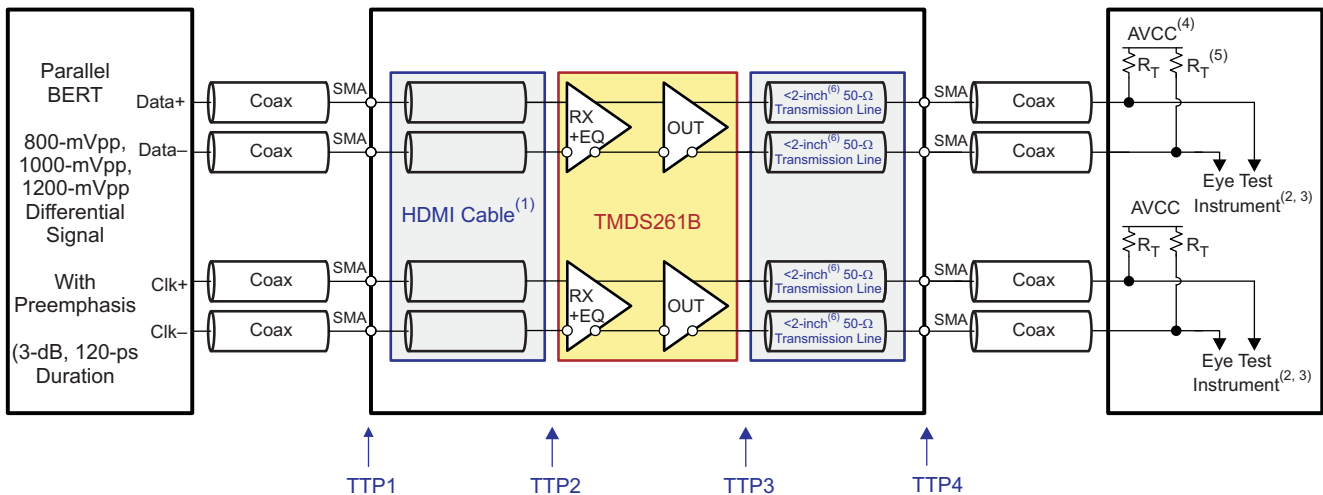 Parallel
BERT
800-mVpp,
1000-mVpp,
1200-mVpp
Differential
Signal
With
Preemphasis
(3-dB, 120-ps
Duration
Data+
Data–
Clk+
Clk–
Coax
Coax
Coax
Coax
SMA
SMA
SMA
SMA
HDMI Cable(1)
RX
+EQ
OUT
TMDS261B
RX
+EQ
OUT
<2-inch(6) 50-Ω
Transmission Line
<2-inch(6) 50-Ω
Transmission Line
<2-inch(6) 50-Ω
Transmission Line
<2-inch(6) 50-Ω
Transmission Line
SMA
SMA
SMA
SMA
Coax
Coax
Coax
Coax
AVCC(4)
RT
RT(5)
Eye Test
Instrument(2, 3)
AVCC
RT
RT
Eye Test
Instrument(2, 3)
TTP1
TTP2
TTP3
TTP4